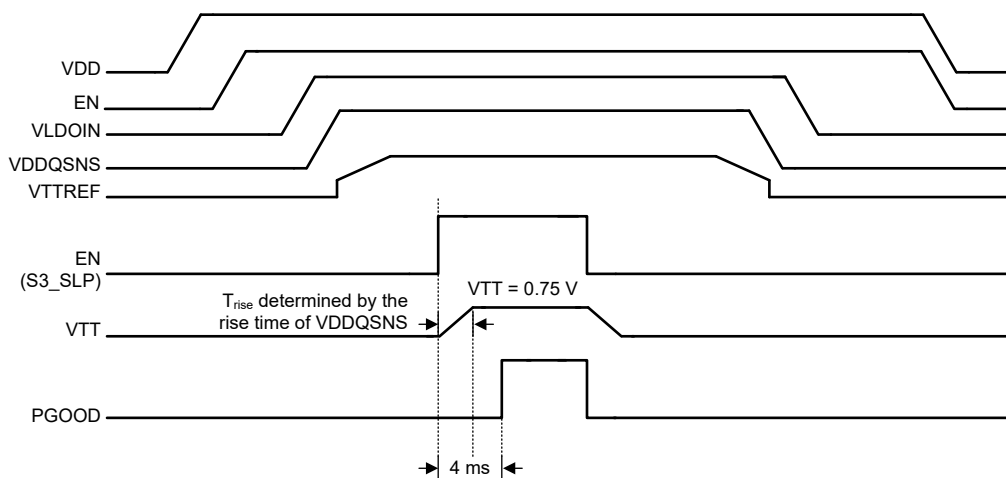 VDD
EN
VLDOIN
VDDQSNS
VTTREF
EN
(S3_SLP)
VTT = 0.75 V
Trise determined by the
rise time of VDDQSNS
VTT
PGOOD
4 ms